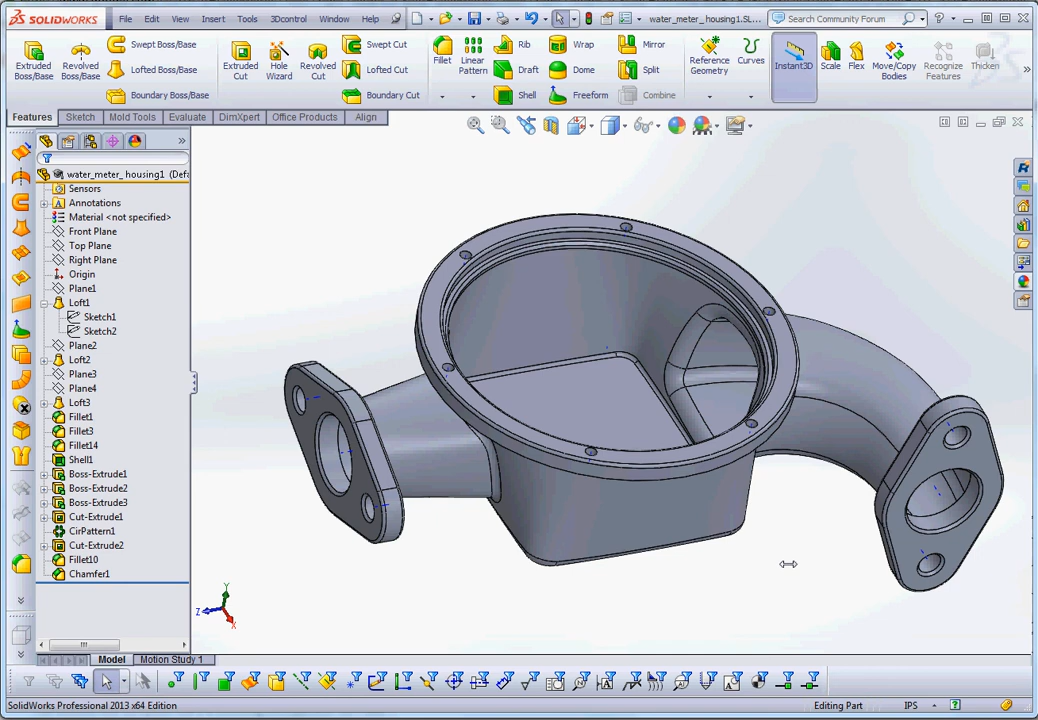 SOLIDWORKS File Edit View Insert Tools 3Dcontrol Window Help water_meter_housing1.SL... Search Community Forum
Extruded Boss/Base
Revolved Boss/Base
Swept Boss/Base
Lofted Boss/Base
Boundary Boss/Base
Extruded Cut
Hole Wizard
Revolved Cut
Swept Cut
Lofted Cut
Boundary Cut
Fillet
Linear Pattern
Rib
Draft
Shell
Wrap
Dome
Freeform
Mirror
Split
Combine
Reference Geometry
Curves
Instant3D
Scale
Flex
Move/Copy Bodies
Recognize Features
Thicken
Features Sketch Mold Tools Evaluate DimXpert Office Products Align
water_meter_ housing1 (Defa
Sensors
Annotations
Material <not specified>
Front Plane
Top Plane
Right Plane
Origin
Plane1
Loft1
Sketch1
Sketch2
Plane2
Loft2
Plane3
Plane4
Loft3
Fillet1
Fillet3
Fillet14
Shell1
Boss-Extrude1
Boss-Extrude2
Boss-Extrude3
Cut-Extrude1
CirPattern1
Cut-Extrude2
Fillet10
Chamfer1
Y
Z
X
Model Motion Study 1
SolidWorks Professional 2013 x64 Edition Editing Part IPS